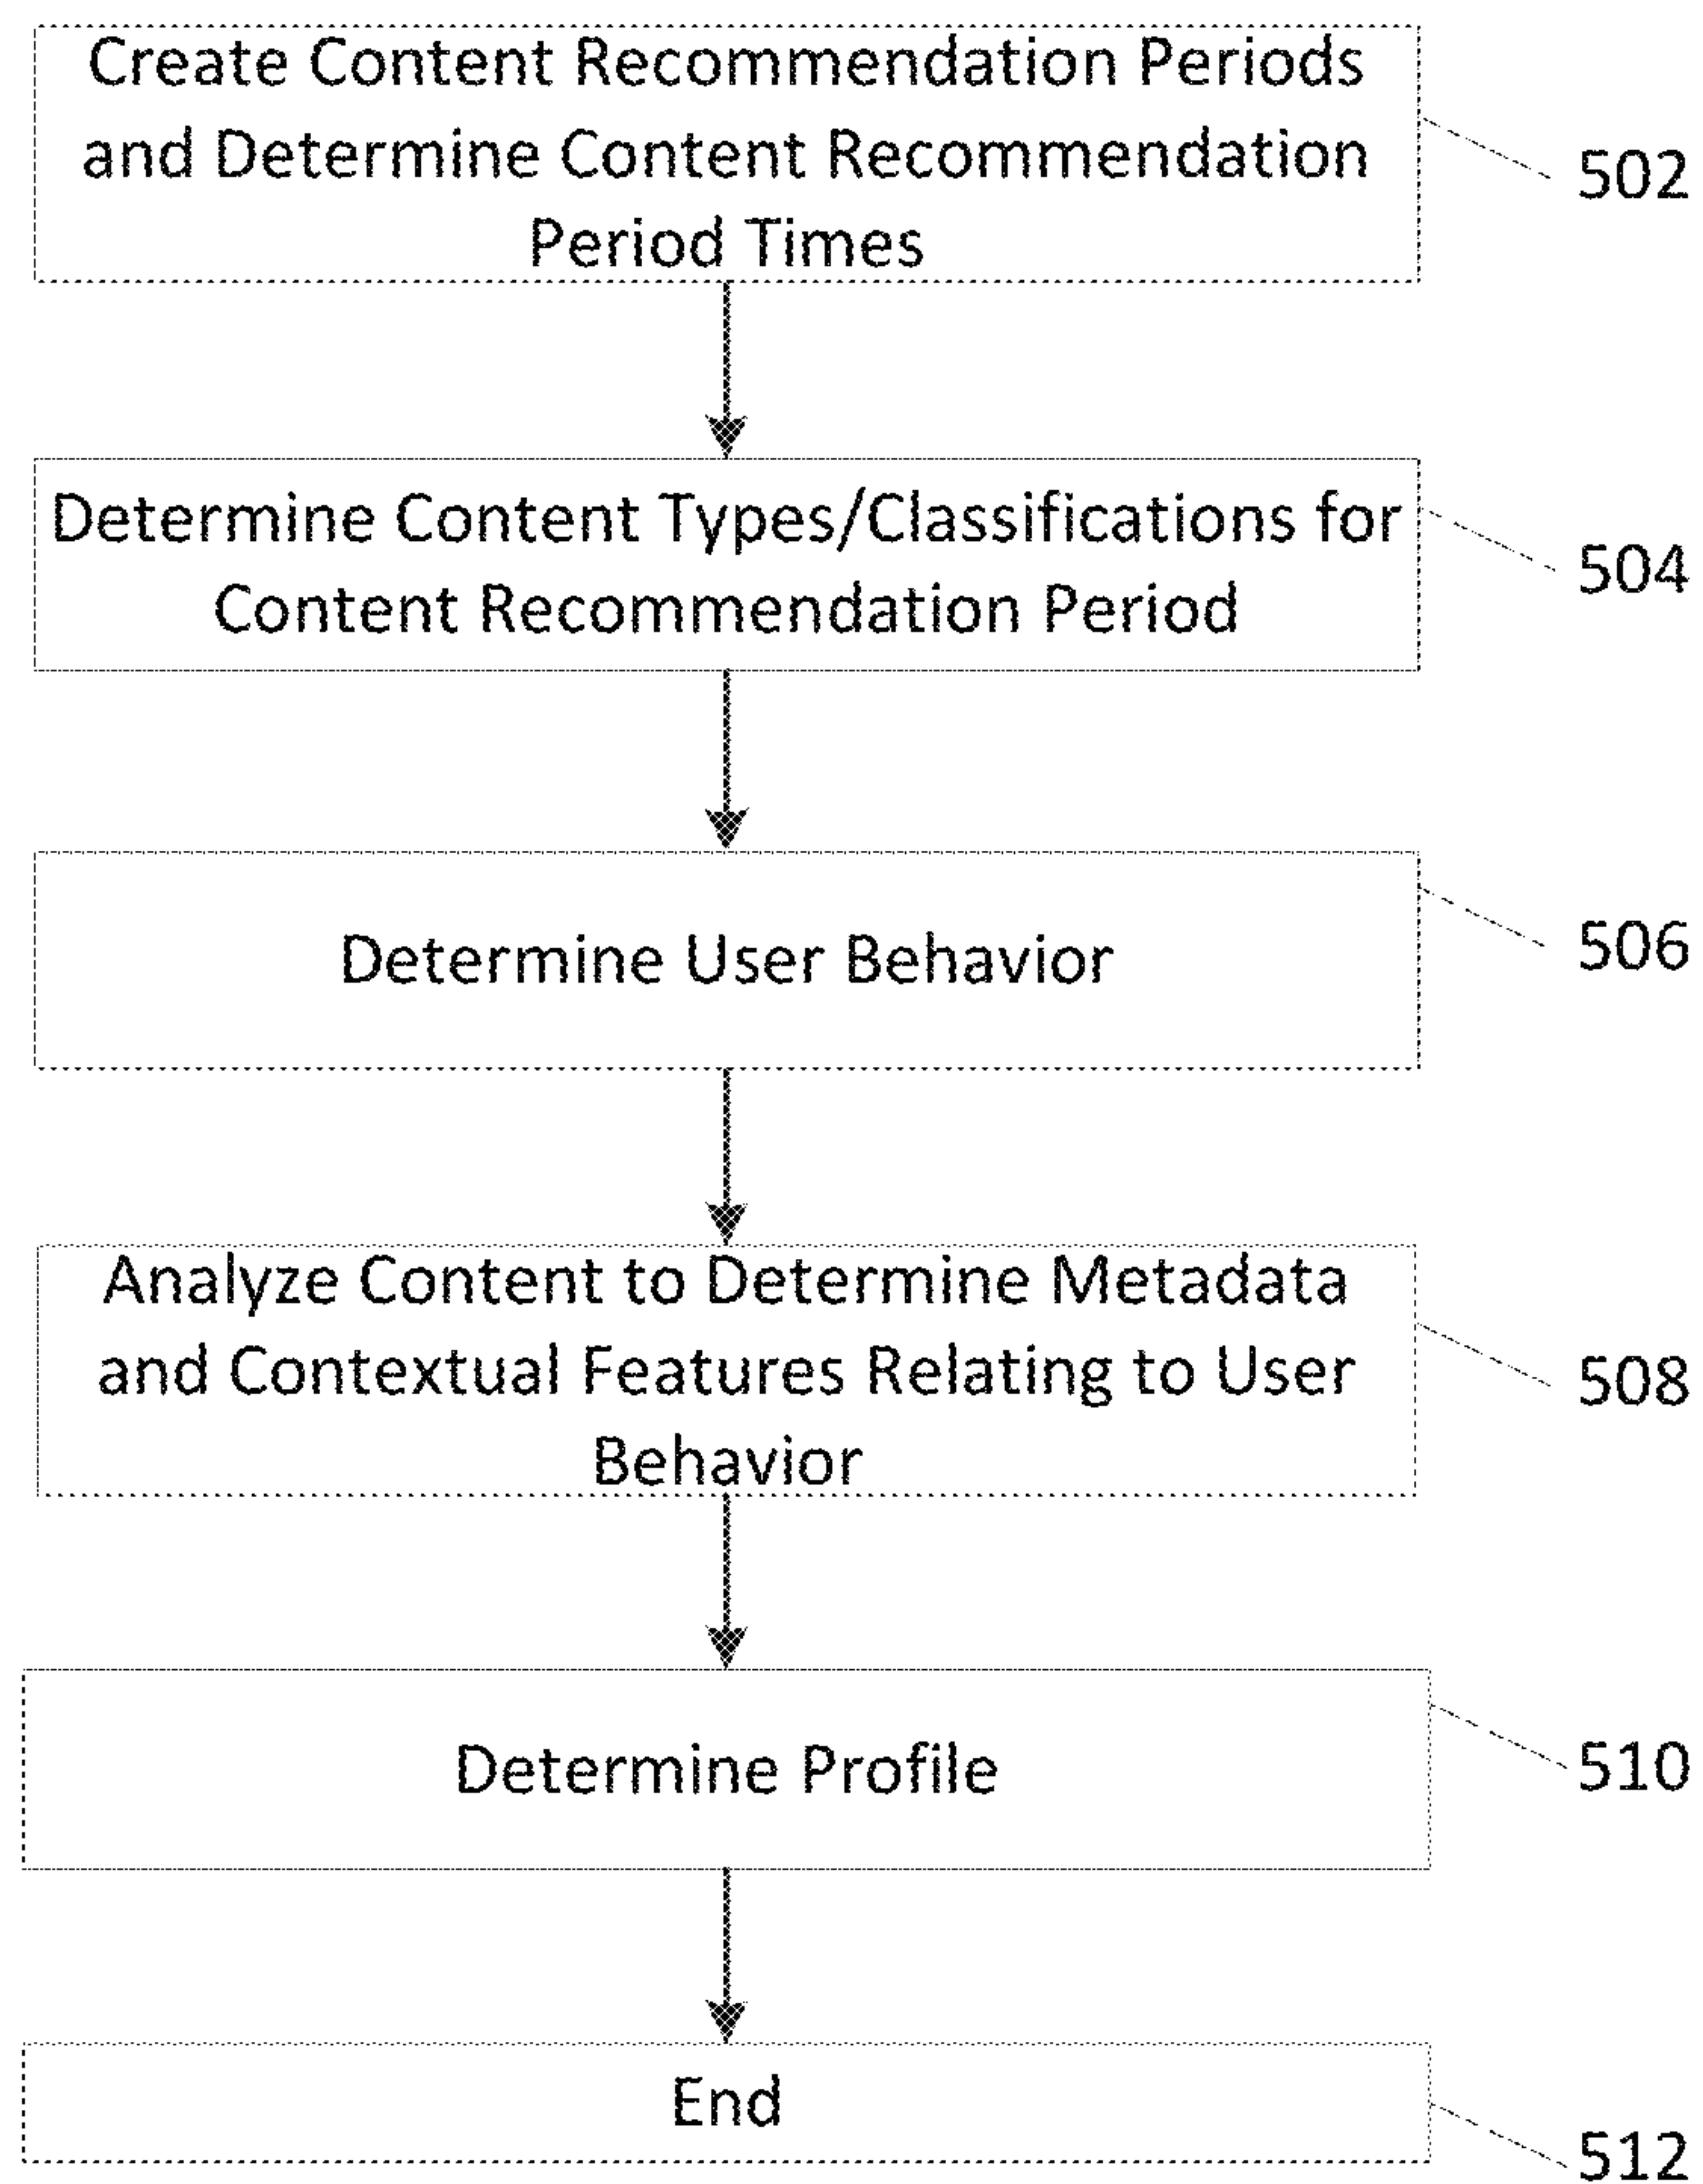 Create Content Recommendation Periods
and Determine Content Recommendation
Period Times
502
Determine Content Types/Classifications for
Content Recommendation Period
504
Determine User Behavior
506
Analyze Content to Determine Metadata
and Contextual Features Relating to User
Behavior
508
Determine Profile
510
End
512